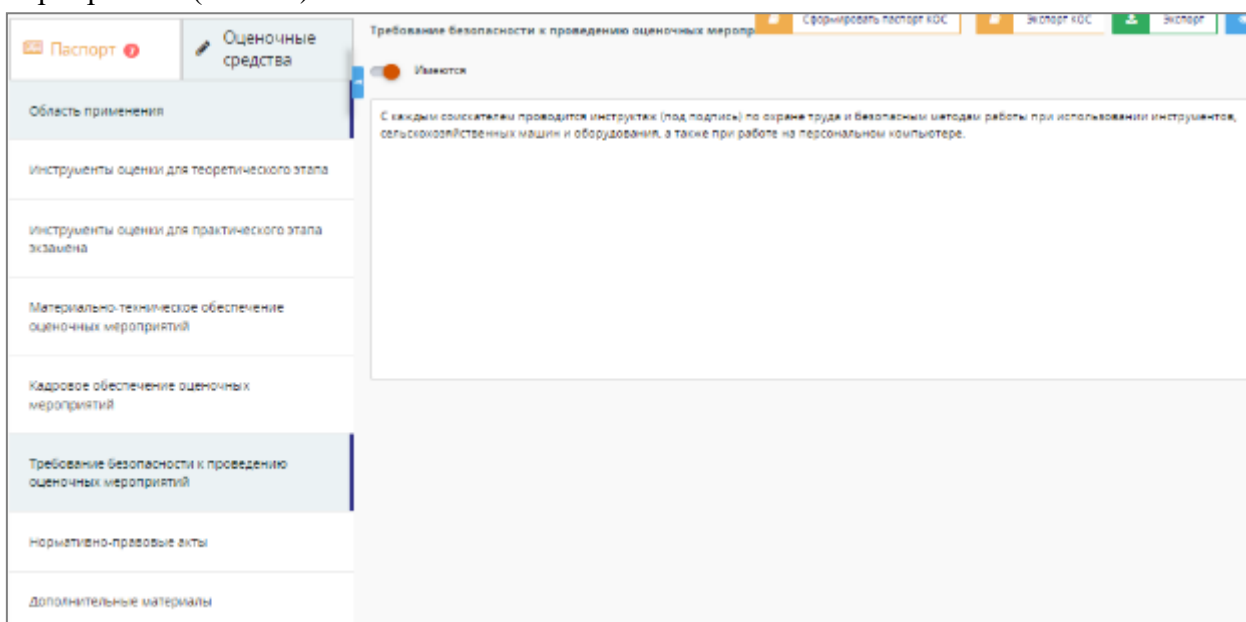 Паспорт
Оценочные
средства
Область применения
Инструменты оценки для теоретического этапа
Инструменты оценки для практического этапа
экзамена
Материально-техническое обеспечение
оценочных мероприятий
Кадровое обеспечение оценочных
мероприятий
Требование безопасности к проведению
оценочных мероприятий
Нормативно-правовые акты
Дополнительные материалы
Требование безопасности к проведению оценочных меропр
Сформировать паспорт КОС
Экспорт КОС
Экспорт
Имеются
С каждым соискателем проводится инструктаж (под подпись) по охране труда и безопасным методам работы при использовании инструментов,
сельскохозяйственных машин и оборудования, а также при работе на персональном компьютере.